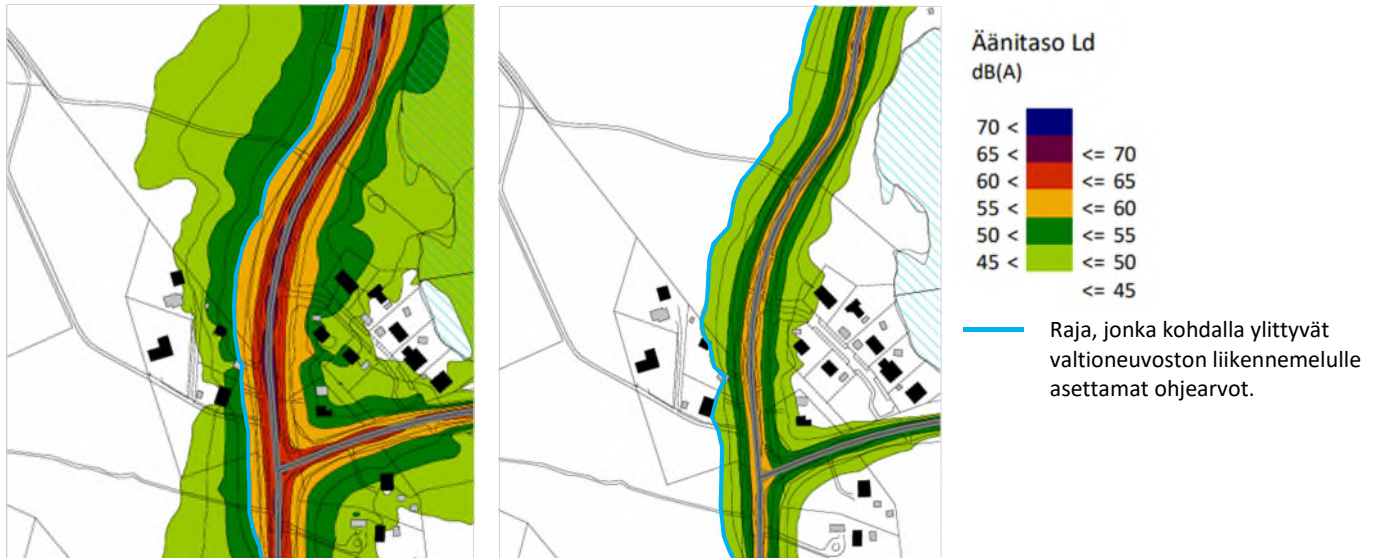 Äänitaso Ld
dB(A)
70 <
65 < <= 70
60 < <= 65
55 < <= 60
50 < <= 55
45 < <= 50
<= 45
Raja, jonka kohdalla ylittyvät
valtioneuvoston liikennemelulle
asettamat ohjearvot.